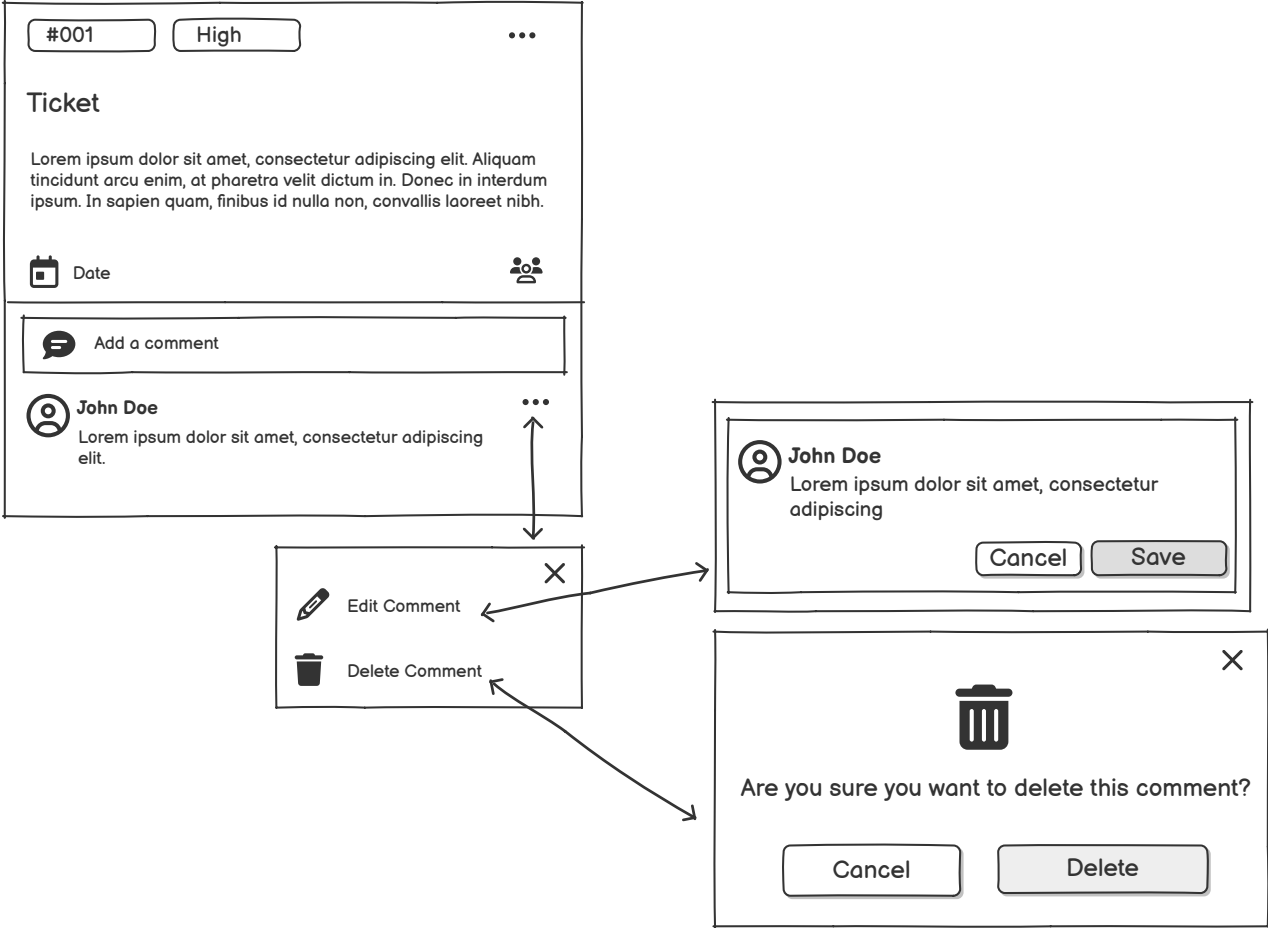 #001
High
Ticket
Lorem ipsum dolor sit amet, consectetur adipiscing elit. Aliquam
tincidunt arcu enim, at pharetra velit dictum in. Donec in interdum
ipsum. In sapien quam, finibus id nulla non, convallis laoreet nibh.
Date
Add a comment
John Doe
Lorem ipsum dolor sit amet, consectetur adipiscing
elit.
Edit Comment
Delete Comment
John Doe
Lorem ipsum dolor sit amet, consectetur
adipiscing
Cancel
Save
Are you sure you want to delete this comment?
Cancel
Delete